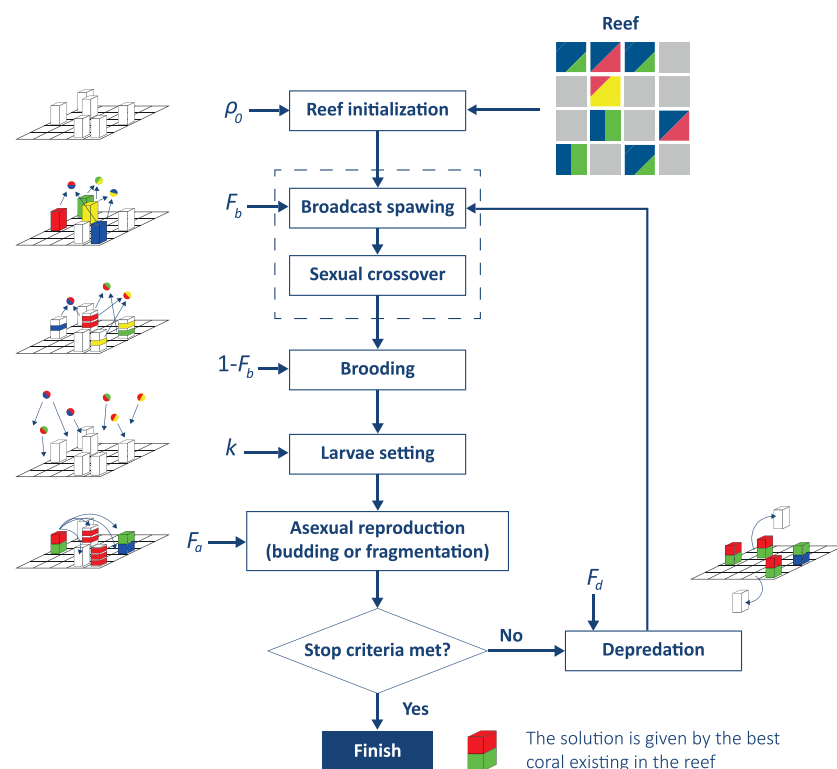 Reef
ρ0
Reef initialization
Fb
Broadcast spawing
Sexual crossover
1-Fb
Brooding
k
Larvae setting
Fa
Asexual reproduction
(budding or fragmentation)
Fd
Stop criteria met?
No
Depredation
Yes
Finish
The solution is given by the best
coral existing in the reef